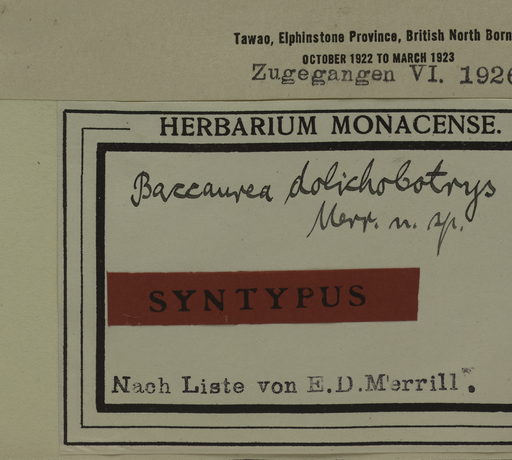 Tawao, Elphinstone Province, British North Born
OCTOBER 1922 TO MARCH 1923
Zugegangen VI. 1926
HERBARIUM MONACENSE.
Baccaurea dolichobotrys
Merr. n. sp.
SYNTYPUS
Nach Liste von E.D.Merrill.